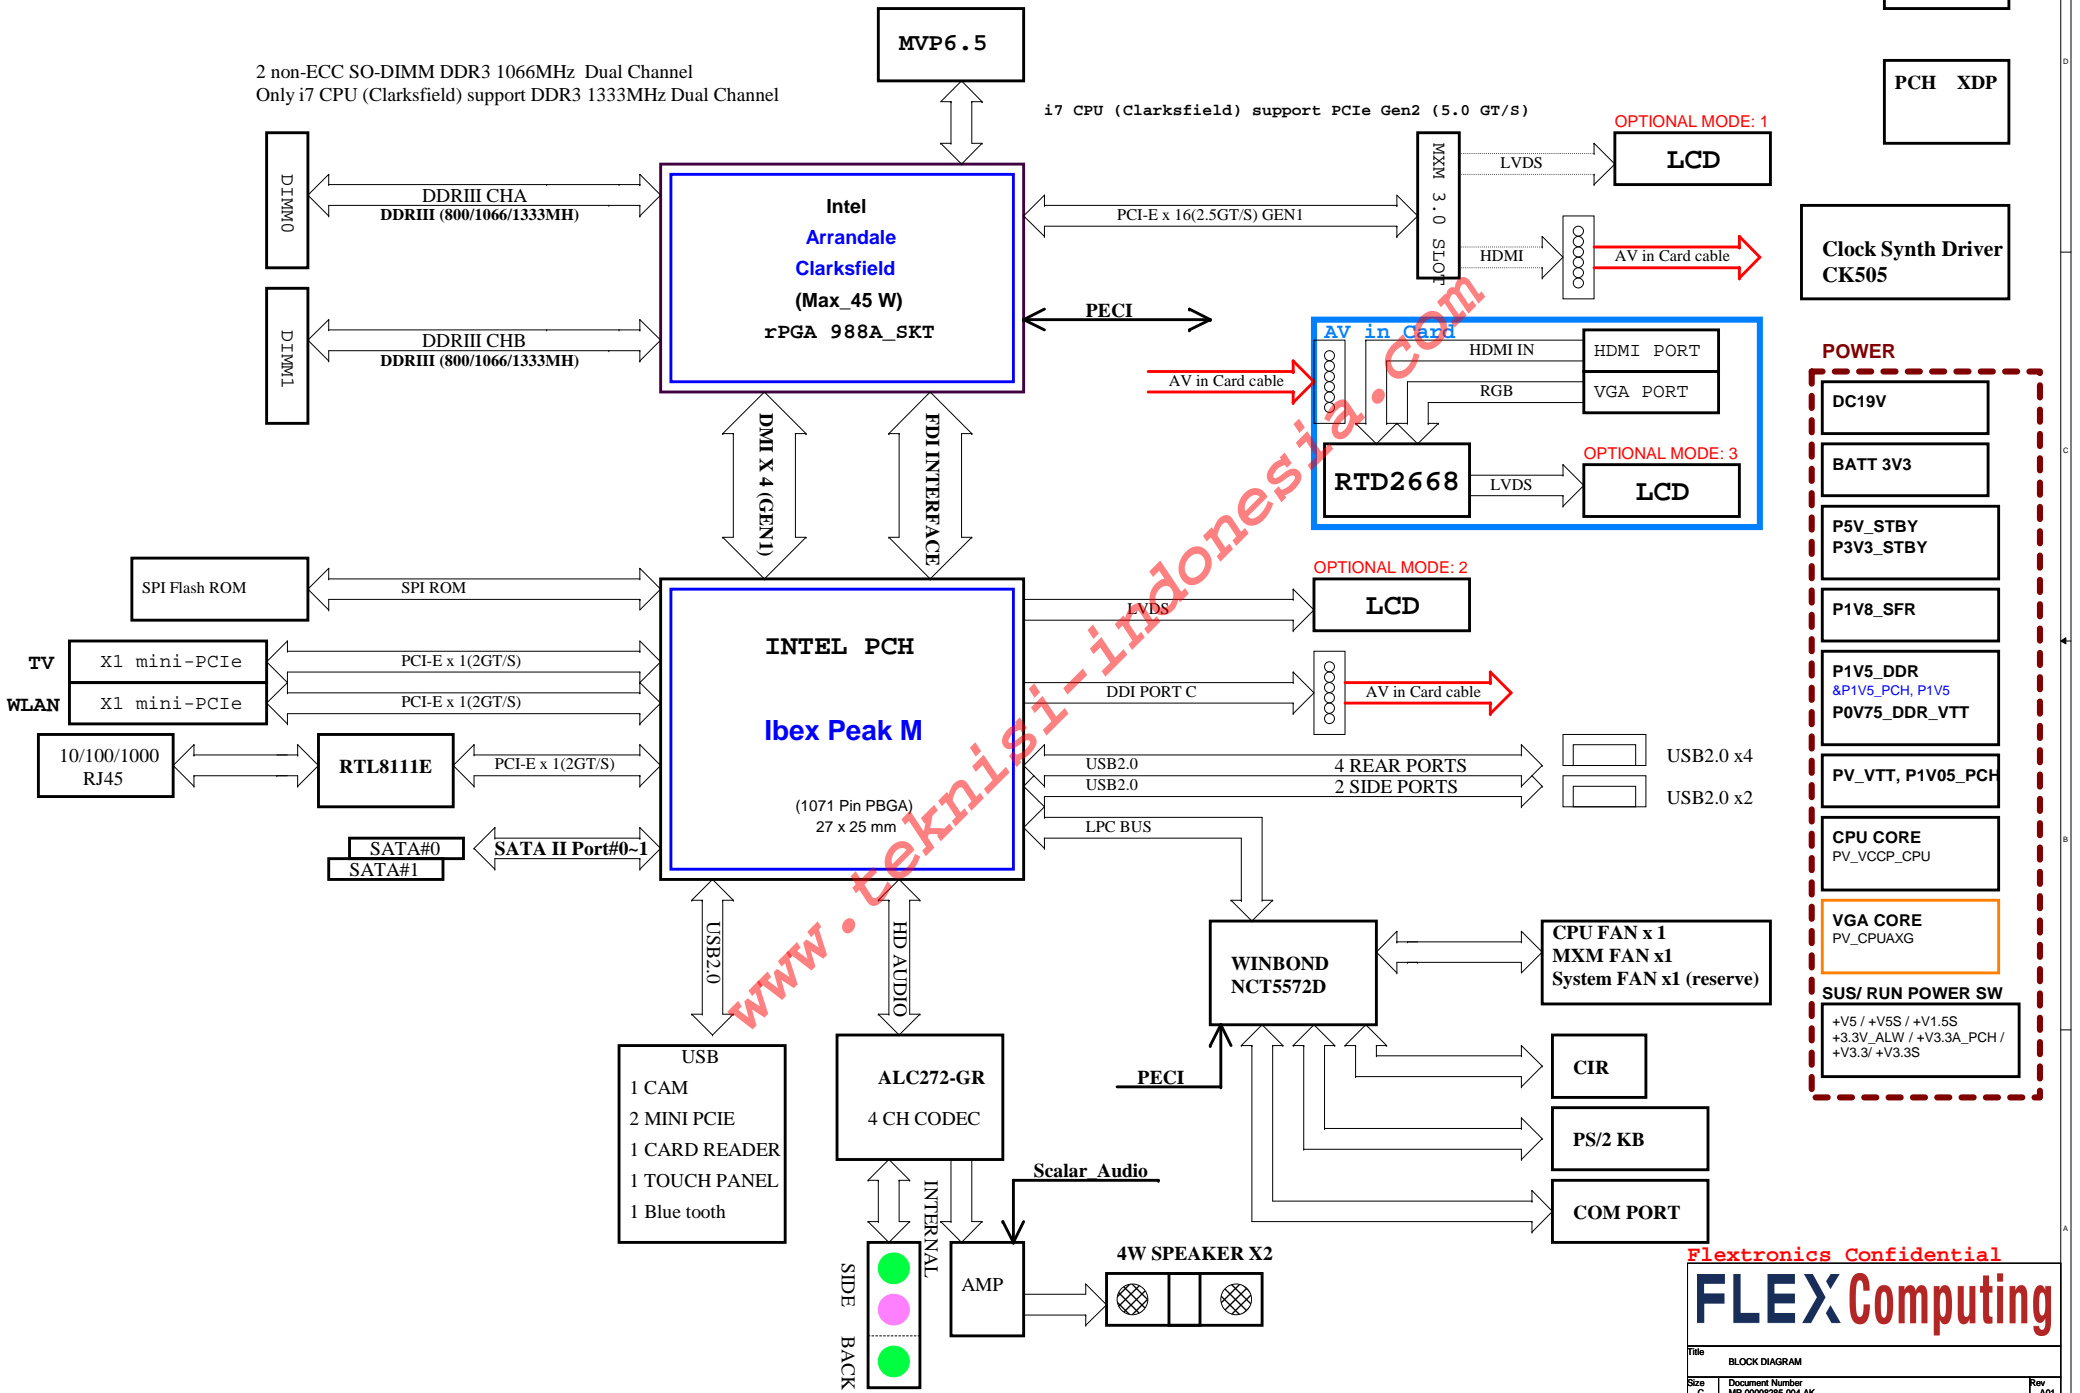 MVP6.5
2 non-ECC SO-DIMM DDR3 1066MHz  Dual Channel
Only i7 CPU (Clarksfield) support DDR3 1333MHz Dual Channel
i7 CPU (Clarksfield) support PCIe Gen2 (5.0 GT/S)
PCH   XDP
DIMM0
DDRIII CHA
DDRIII (800/1066/1333MH)
DIMM1
DDRIII CHB
DDRIII (800/1066/1333MH)
Intel
Arrandale
Clarksfield
(Max_45 W)
rPGA 988A_SKT
PCI-E x 16(2.5GT/S) GEN1
PECI
MXM 3.0 SLOT
LVDS
OPTIONAL MODE: 1
LCD
HDMI
AV in Card cable
Clock Synth Driver
CK505
AV in Card
AV in Card cable
HDMI IN
HDMI PORT
RGB
VGA PORT
RTD2668
LVDS
OPTIONAL MODE: 3
LCD
DMI X 4 (GEN1)
FDI INTERFACE
SPI Flash ROM
SPI ROM
TV
X1 mini-PCIe
PCI-E x 1(2GT/S)
WLAN
X1 mini-PCIe
PCI-E x 1(2GT/S)
10/100/1000
RJ45
RTL8111E
PCI-E x 1(2GT/S)
SATA#0
SATA#1
SATA II Port#0~1
INTEL PCH
Ibex Peak M
(1071 Pin PBGA)
27 x 25 mm
LVDS
OPTIONAL MODE: 2
LCD
DDI PORT C
AV in Card cable
USB2.0
4 REAR PORTS
USB2.0 x4
USB2.0
2 SIDE PORTS
USB2.0 x2
LPC BUS
USB2.0
HD AUDIO
USB
1 CAM
2 MINI PCIE
1 CARD READER
1 TOUCH PANEL
1 Blue tooth
ALC272-GR
4 CH CODEC
INTERNAL
SIDE
BACK
Scalar_Audio
AMP
4W SPEAKER X2
WINBOND
NCT5572D
PECI
CPU FAN x 1
MXM FAN x1
System FAN x1 (reserve)
CIR
PS/2 KB
COM PORT
POWER
DC19V
BATT 3V3
P5V_STBY
P3V3_STBY
P1V8_SFR
P1V5_DDR
&P1V5_PCH, P1V5
P0V75_DDR_VTT
PV_VTT, P1V05_PCH
CPU CORE
PV_VCCP_CPU
VGA CORE
PV_CPUAXG
SUS/ RUN POWER SW
+V5 / +V5S / +V1.5S
+3.3V_ALW / +V3.3A_PCH /
+V3.3/ +V3.3S
D
C
B
A
www.teknisi-indonesia.com
Flextronics Confidential
FLEX Computing
Title
BLOCK DIAGRAM
Size
Document Number
Rev